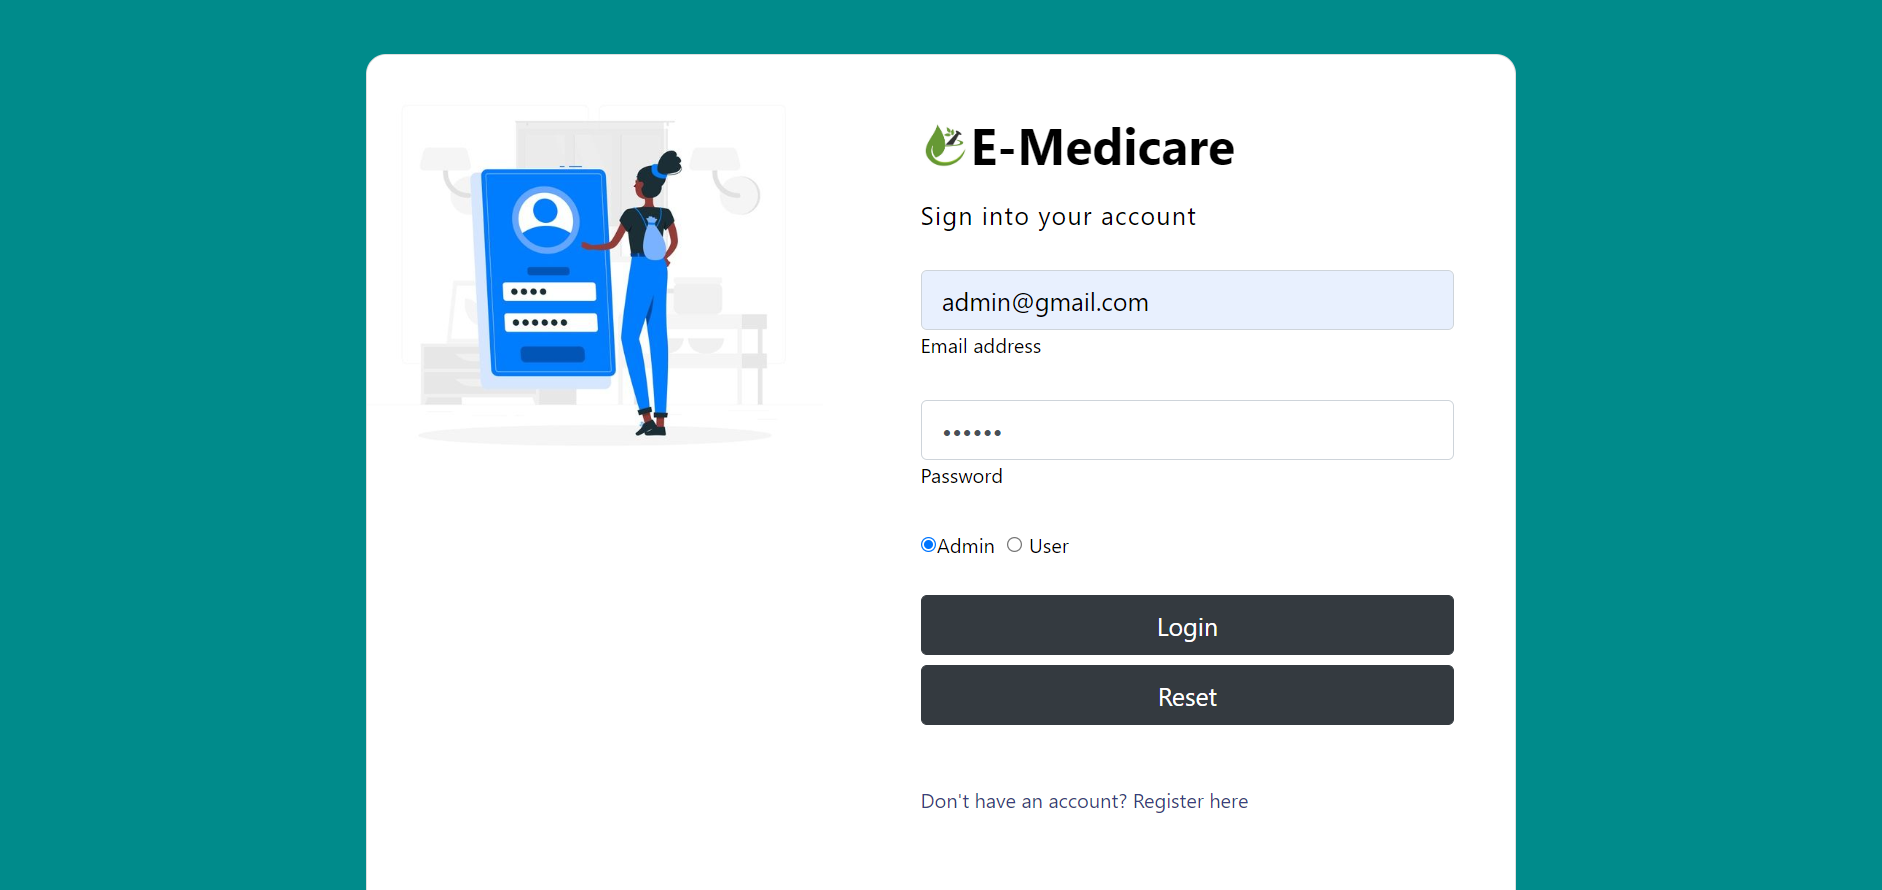 E-Medicare
Sign into your account
admin@gmail.com
Email address
••••••
Password
Admin User
Login
Reset
Don't have an account? Register here